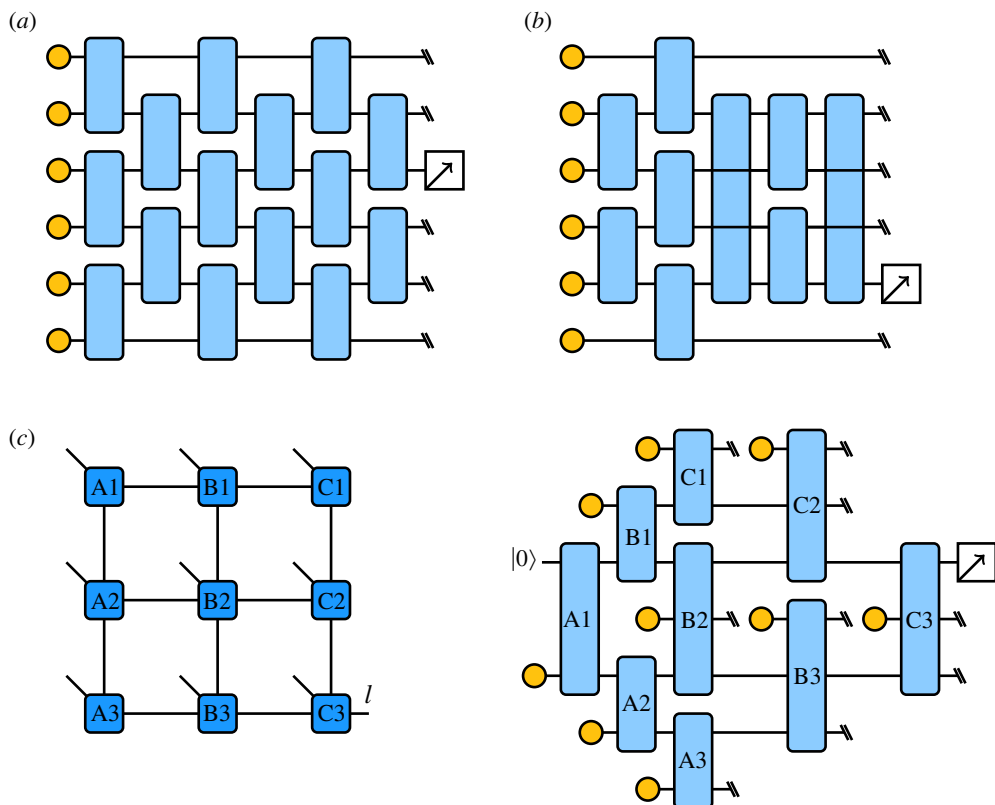 (a) (b)
(c)
A1 B1 C1
A2 B2 C2
A3 B3 C3 l
C1
C2
B1
|0⟩
A1 B2 C3
B3
A2
A3